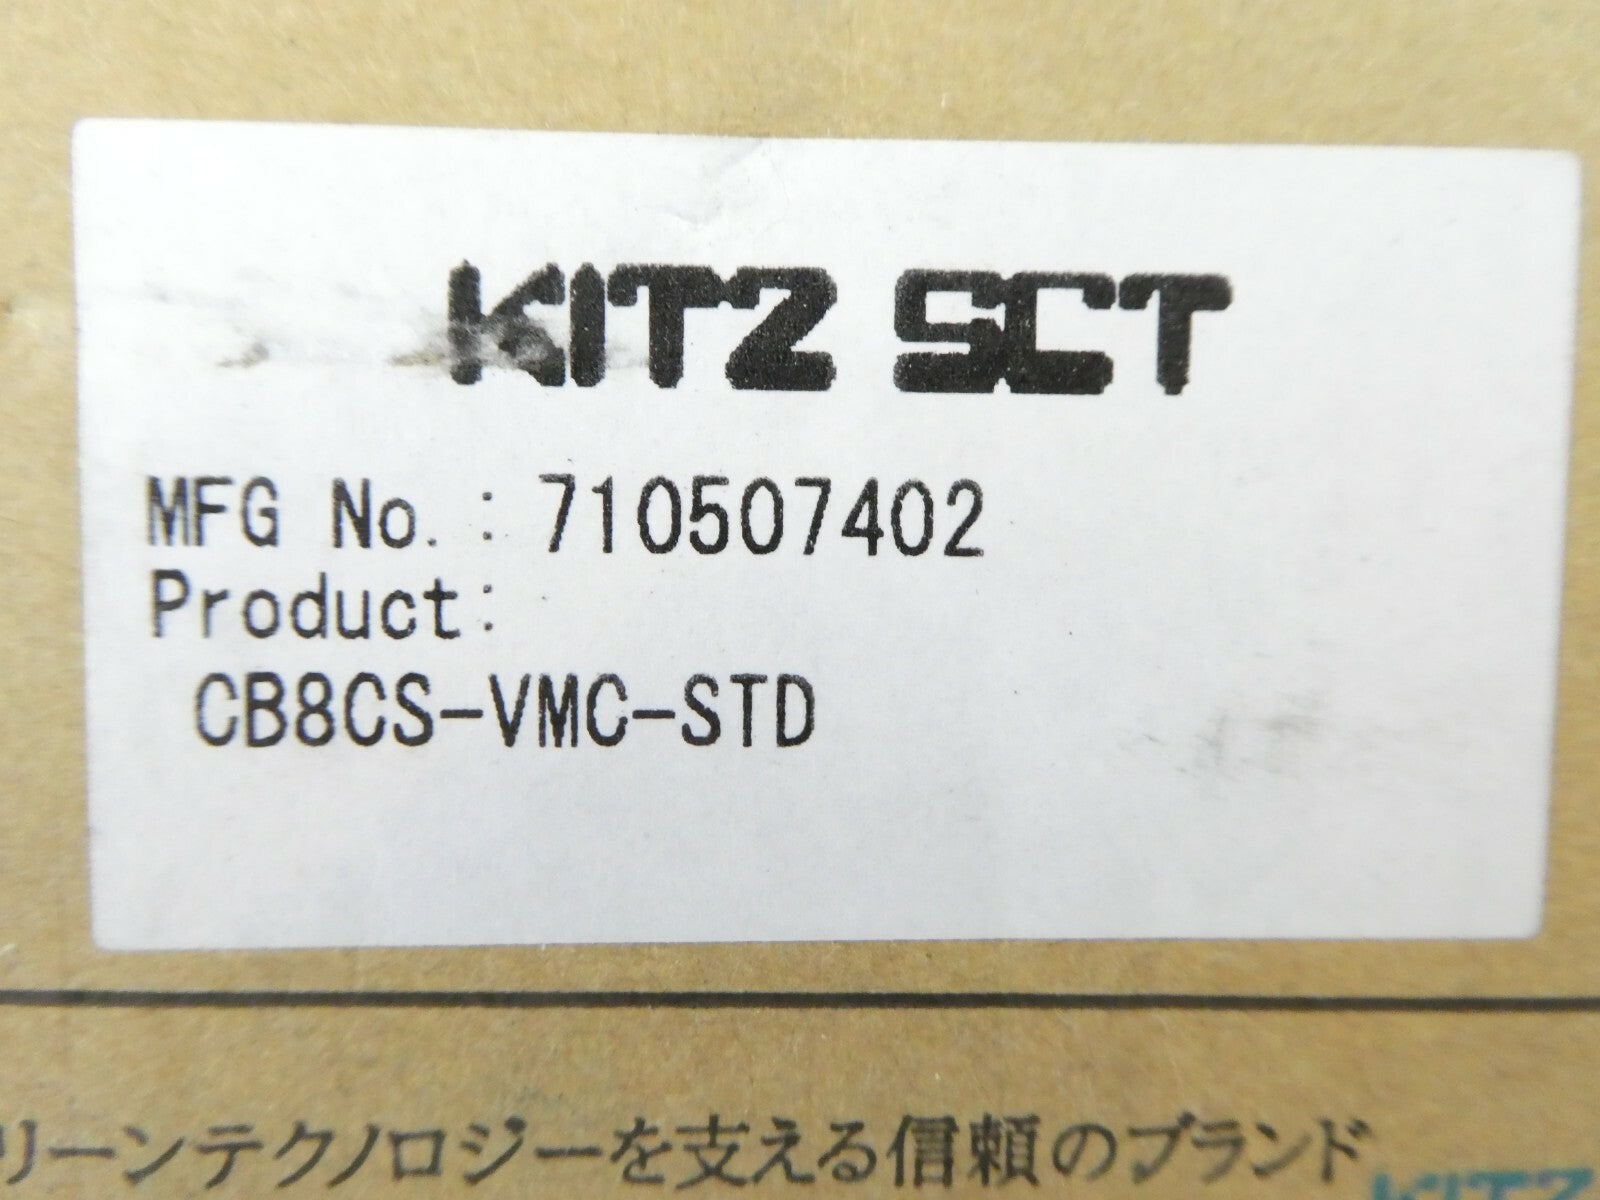 KITZ SCT
MFG No.: 710507402
Product:
CB8CS-VMC-STD
リーンテクノロジーを支える信頼のブランド
KITZ